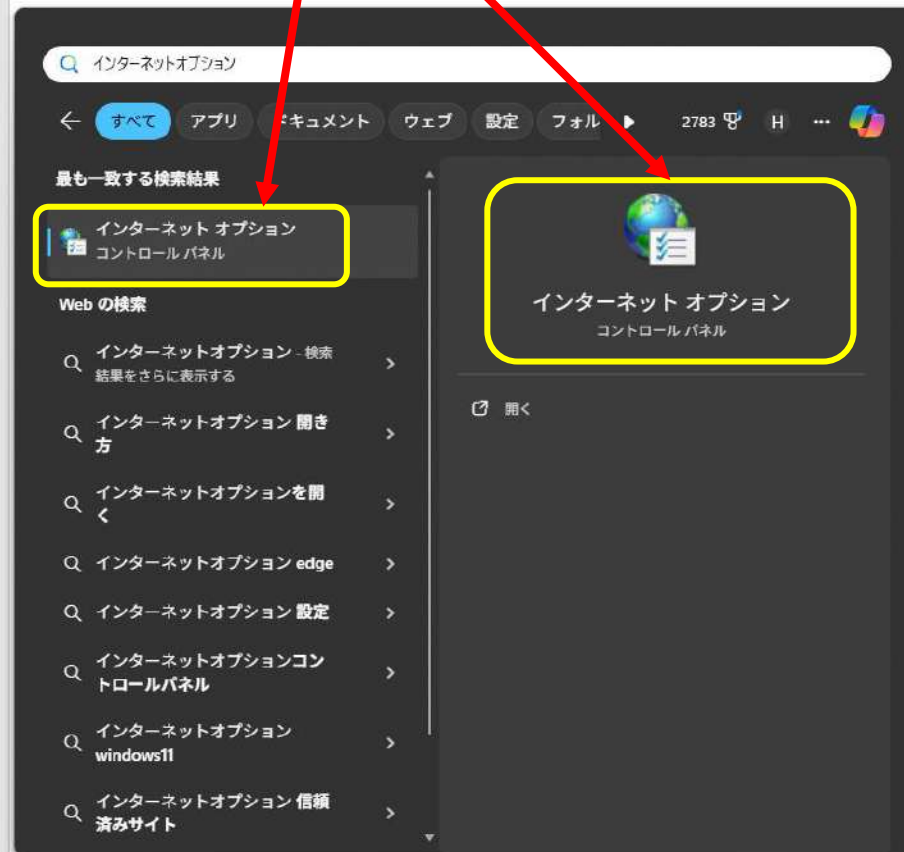 インターネットオプション
すべて アプリ ドキュメント ウェブ 設定 フォル 2783 H ...
最も一致する検索結果
インターネット オプション
コントロール パネル
Web の検索
インターネットオプション - 検索
結果をさらに表示する
インターネットオプション 開き
方
インターネットオプションを開
く
インターネットオプション edge
インターネットオプション 設定
インターネットオプションコン
トロールパネル
インターネットオプション
windows11
インターネットオプション 信頼
済みサイト
インターネット オプション
コントロール パネル
開く